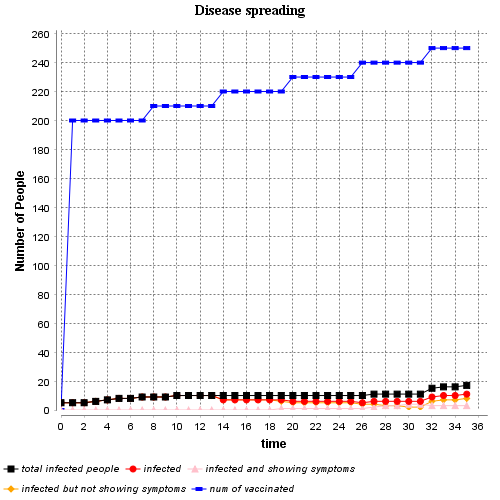 Disease spreading
Number of People
260
240
220
200
180
160
140
120
100
80
60
40
20
0
0 2 4 6 8 10 12 14 16 18 20 22 24 26 28 30 32 34 36
time
total infected people infected infected and showing symptoms
infected but not showing symptoms num of vaccinated